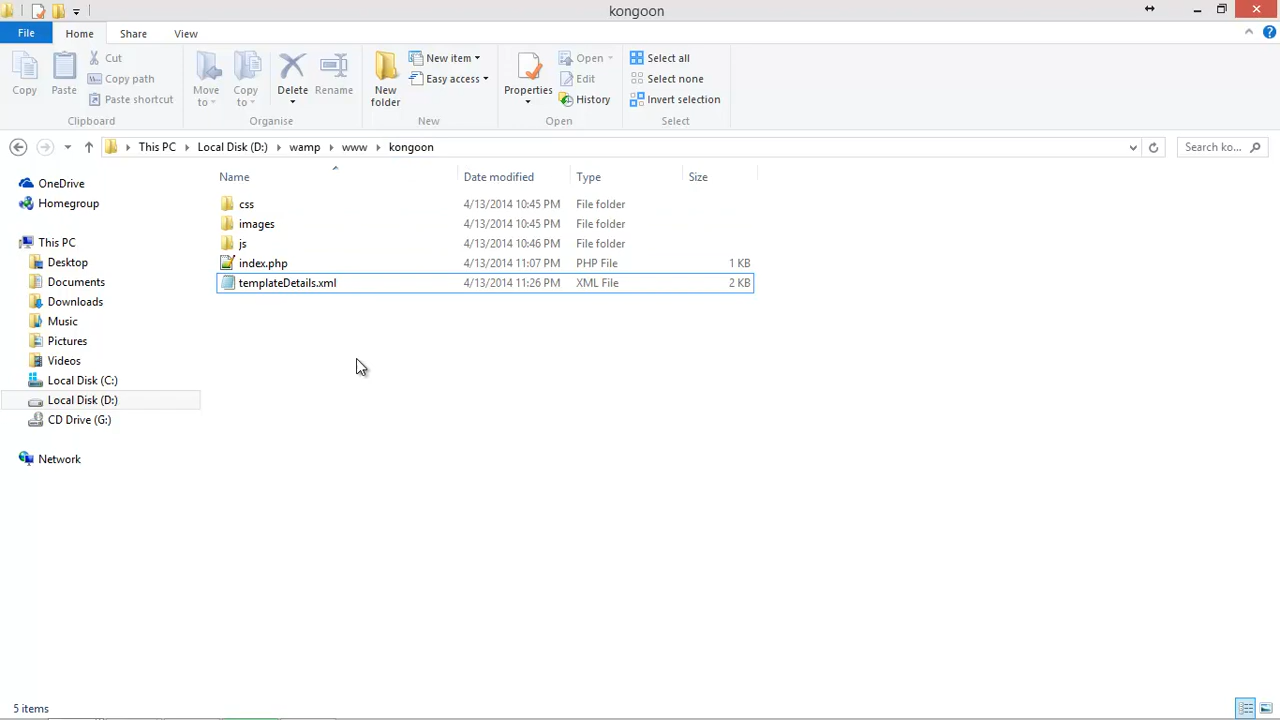 kongoon
File Home Share View
Copy
Paste
Cut
Copy path
Paste shortcut
Clipboard
Move to
Copy to
Delete
Rename
Organise
New folder
New item
Easy access
New
Properties
Open
Edit
History
Open
Select all
Select none
Invert selection
Select
This PC Local Disk (D:) wamp www kongoon
Search ko...
OneDrive
Homegroup
This PC
Desktop
Documents
Downloads
Music
Pictures
Videos
Local Disk (C:)
Local Disk (D:)
CD Drive (G:)
Network
Name Date modified Type Size
css 4/13/2014 10:45 PM File folder
images 4/13/2014 10:45 PM File folder
js 4/13/2014 10:46 PM File folder
index.php 4/13/2014 11:07 PM PHP File 1 KB
templateDetails.xml 4/13/2014 11:26 PM XML File 2 KB
5 items